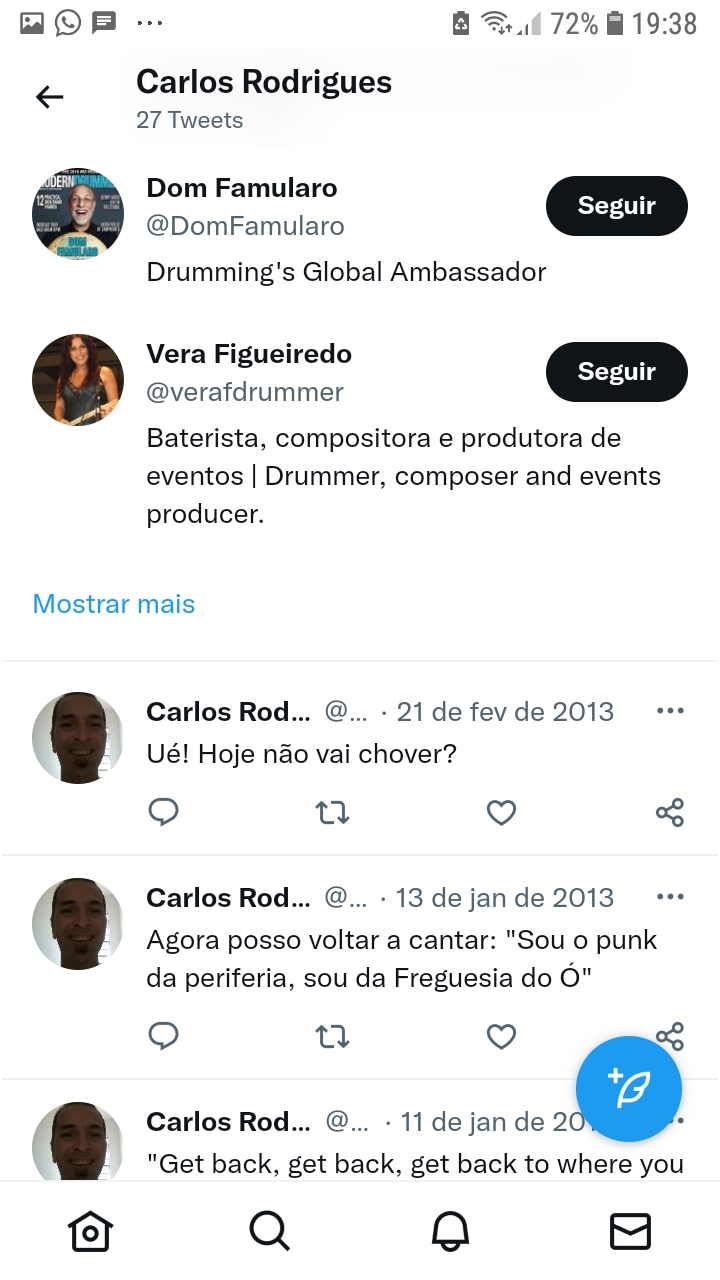 72% 19:38
Carlos Rodrigues
27 Tweets
Dom Famularo
@DomFamularo
Seguir
Drumming's Global Ambassador
Vera Figueiredo
@verafdrummer
Seguir
Baterista, compositora e produtora de
eventos | Drummer, composer and events
producer.
Mostrar mais
Carlos Rod... @... · 21 de fev de 2013
Ué! Hoje não vai chover?
Carlos Rod... @... · 13 de jan de 2013
Agora posso voltar a cantar: "Sou o punk
da periferia, sou da Freguesia do Ó"
Carlos Rod... @... · 11 de jan de
"Get back, get back, get back to where you